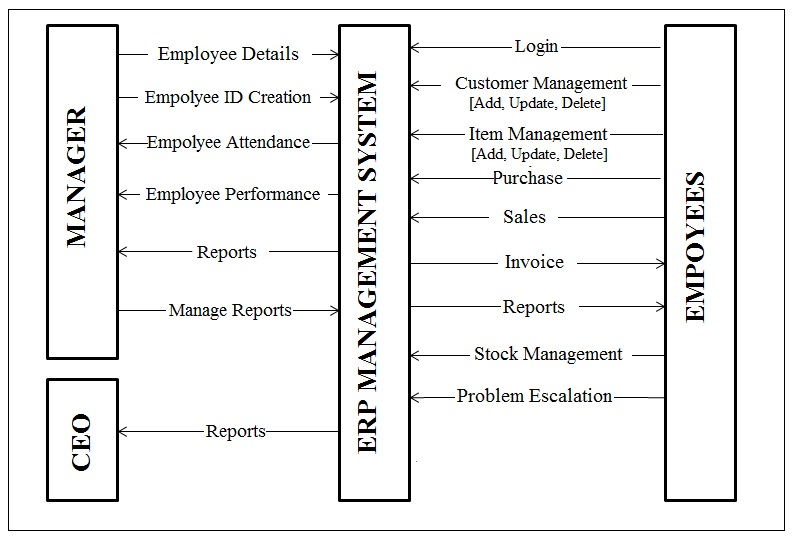 MANAGER
Employee Details
Empolyee ID Creation
Empolyee Attendance
Employee Performance
Reports
Manage Reports
CEO
Reports
ERP MANAGEMENT SYSTEM
Login
Customer Management
[Add, Update, Delete]
Item Management
[Add, Update, Delete]
Purchase
Sales
Invoice
Reports
Stock Management
Problem Escalation
EMPOYEES